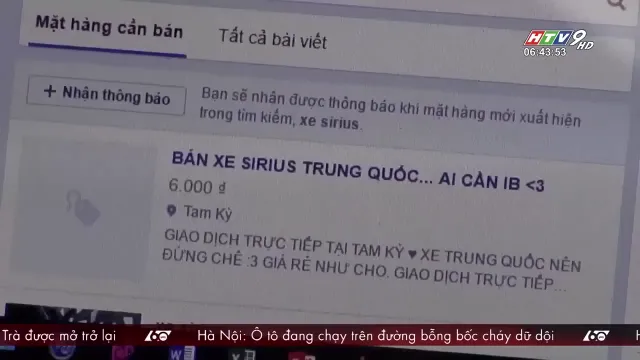 Mặt hàng cần bán
Tất cả bài viết
HTV9 HD
06:43:53
+ Nhận thông báo
Bạn sẽ nhận được thông báo khi mặt hàng mới xuất hiện
trong tìm kiếm, xe sirius.
BÁN XE SIRIUS TRUNG QUỐC... AI CẦN IB <3
6.000 ₫
Tam Kỳ
GIAO DỊCH TRỰC TIẾP TẠI TAM KỲ ♥ XE TRUNG QUỐC NÊN
ĐỪNG CHÊ :3 GIÁ RẺ NHƯ CHO. GIAO DỊCH TRỰC TIẾP...
Trà được mở trở lại
Hà Nội: Ô tô đang chạy trên đường bỗng bốc cháy dữ dội